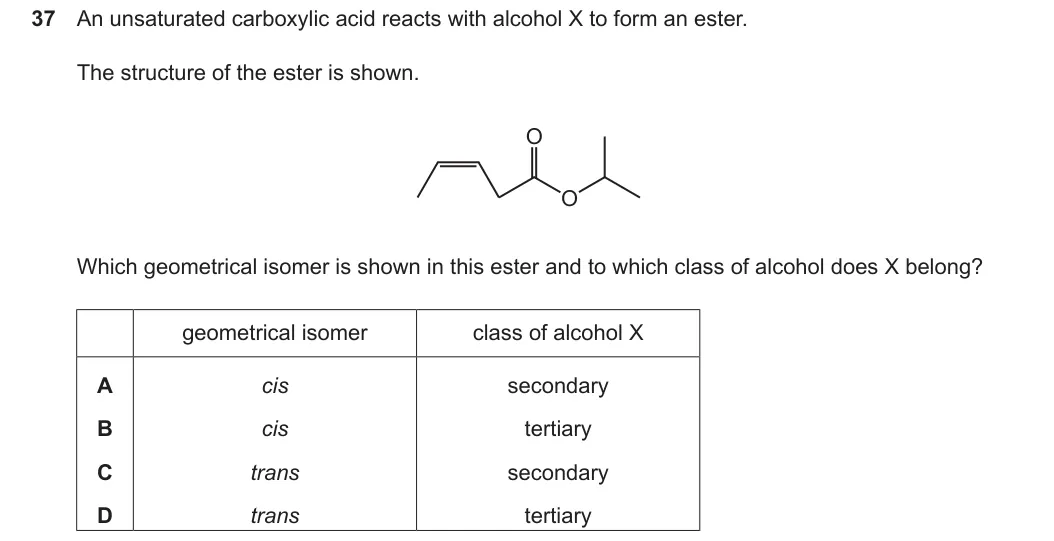 37 An unsaturated carboxylic acid reacts with alcohol X to form an ester.
The structure of the ester is shown.
O
O
Which geometrical isomer is shown in this ester and to which class of alcohol does X belong?
geometrical isomer class of alcohol X
A cis secondary
B cis tertiary
C trans secondary
D trans tertiary